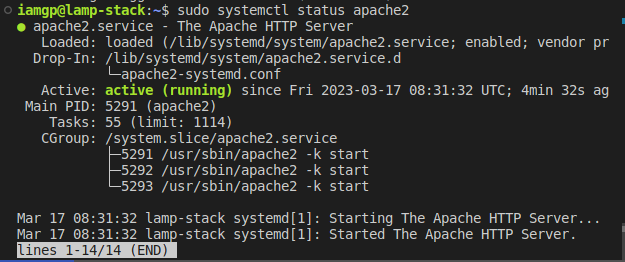 iamgp@lamp-stack:~$ sudo systemctl status apache2
● apache2.service - The Apache HTTP Server
   Loaded: loaded (/lib/systemd/system/apache2.service; enabled; vendor pr
  Drop-In: /lib/systemd/system/apache2.service.d
           └─apache2-systemd.conf
   Active: active (running) since Fri 2023-03-17 08:31:32 UTC; 4min 32s ag
 Main PID: 5291 (apache2)
    Tasks: 55 (limit: 1114)
   CGroup: /system.slice/apache2.service
           ├─5291 /usr/sbin/apache2 -k start
           ├─5292 /usr/sbin/apache2 -k start
           └─5293 /usr/sbin/apache2 -k start

Mar 17 08:31:32 lamp-stack systemd[1]: Starting The Apache HTTP Server...
Mar 17 08:31:32 lamp-stack systemd[1]: Started The Apache HTTP Server.
lines 1-14/14 (END)